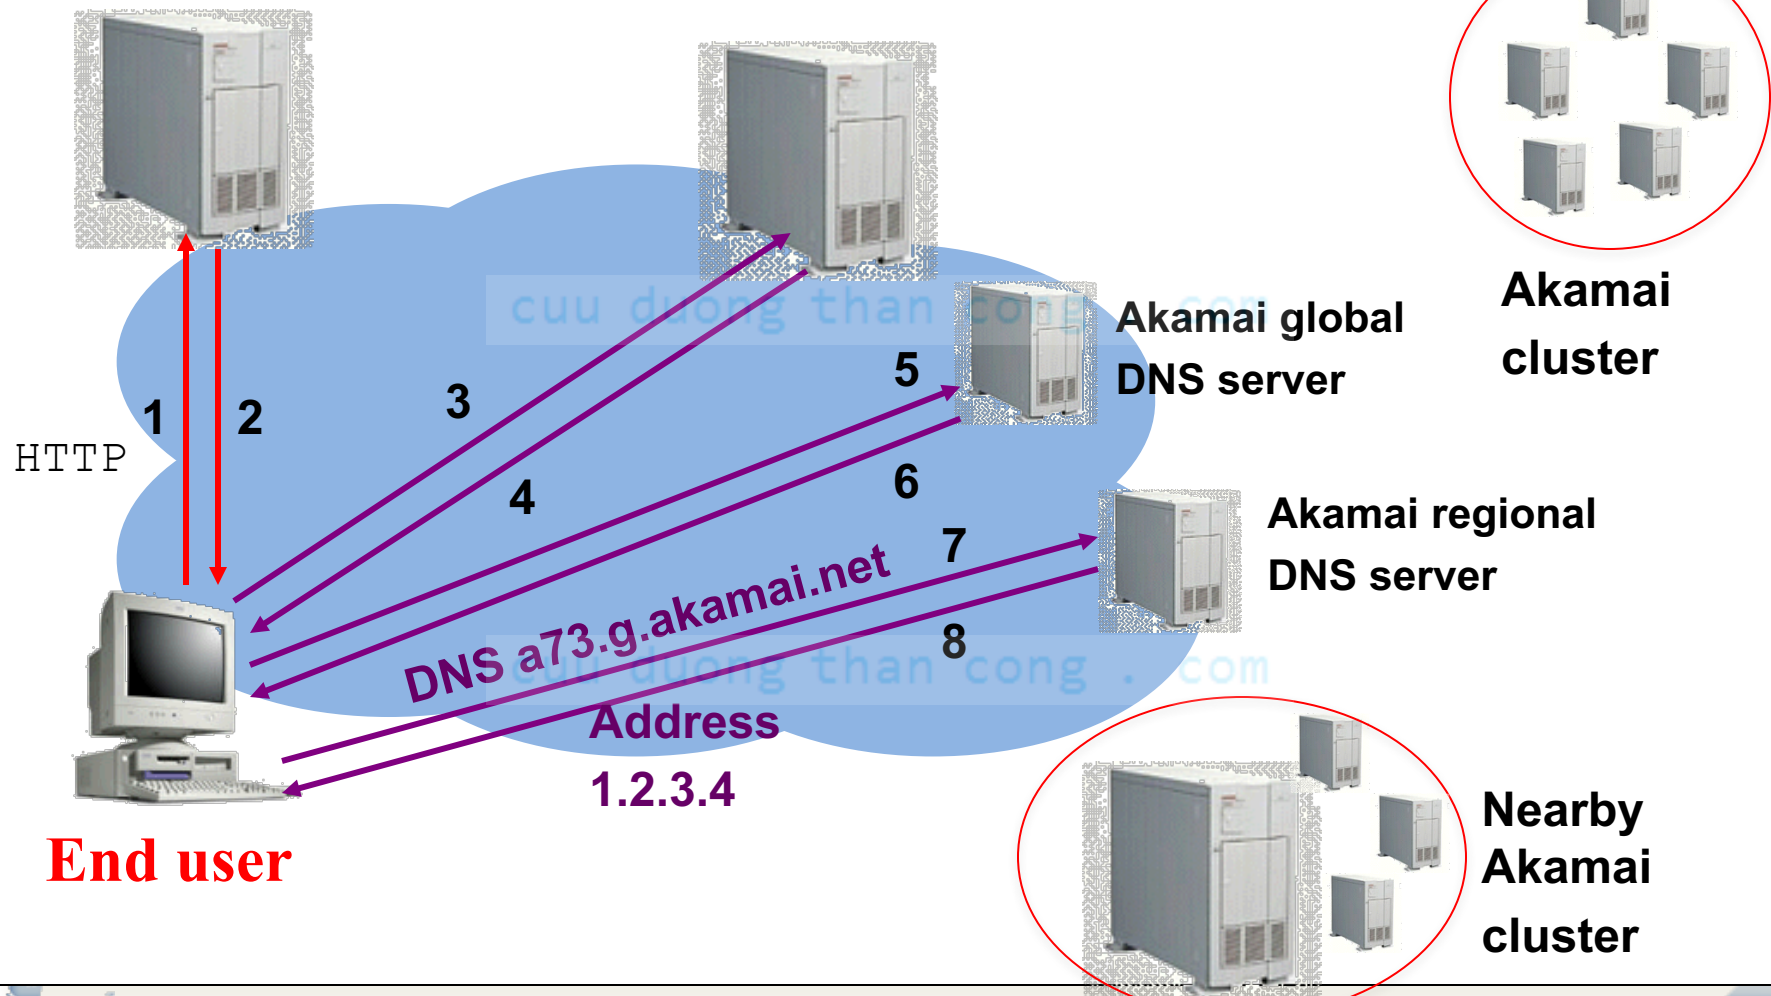 cuu duong than cong . com
Akamai global
DNS server
Akamai
cluster
5
3
1
2
HTTP
4
6
Akamai regional
DNS server
7
DNS a73.g.akamai.net
8
cuu duong than cong . com
Address
1.2.3.4
End user
Nearby
Akamai
cluster